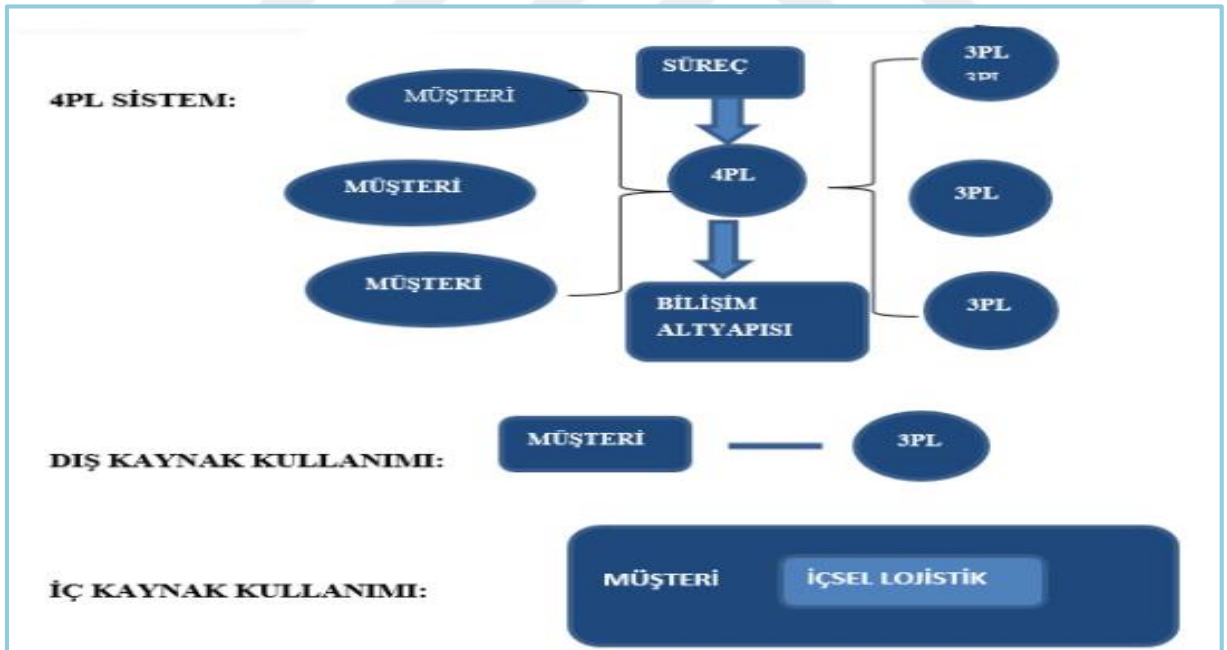 4PL SİSTEM:
MÜŞTERİ
MÜŞTERİ
MÜŞTERİ
SÜREÇ
4PL
BİLİŞİM
ALTYAPISI
3PL
3PL
3PL
3PL
DIŞ KAYNAK KULLANIMI:
MÜŞTERİ
3PL
İÇ KAYNAK KULLANIMI:
MÜŞTERİ
İÇSEL LOJİSTİK